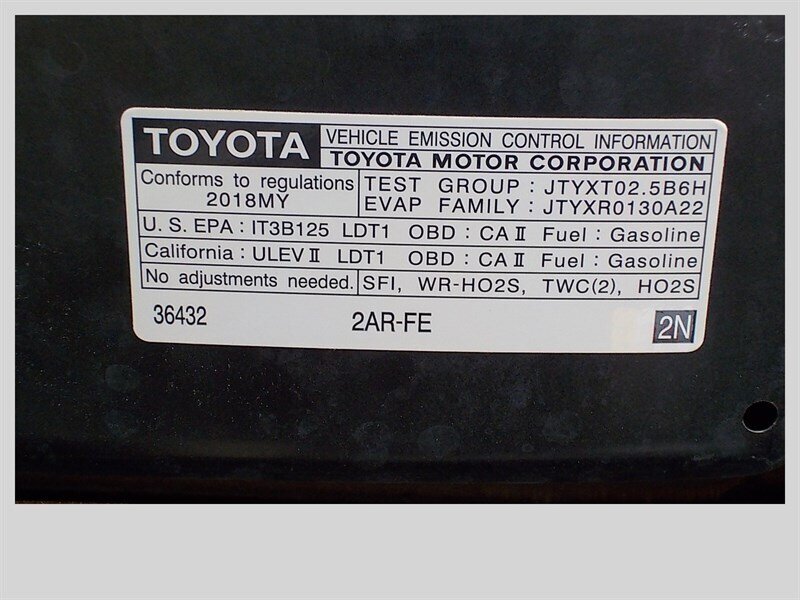 TOYOTA
VEHICLE EMISSION CONTROL INFORMATION
TOYOTA MOTOR CORPORATION
Conforms to regulations
2018MY
TEST GROUP : JTYXT02.5B6H
EVAP FAMILY : JTYXR0130A22
U. S. EPA : IT3B125 LDT1 OBD : CA II Fuel : Gasoline
California : ULEV II LDT1 OBD : CA II Fuel : Gasoline
No adjustments needed.
SFI, WR-HO2S, TWC(2), HO2S
36432
2AR-FE
2N